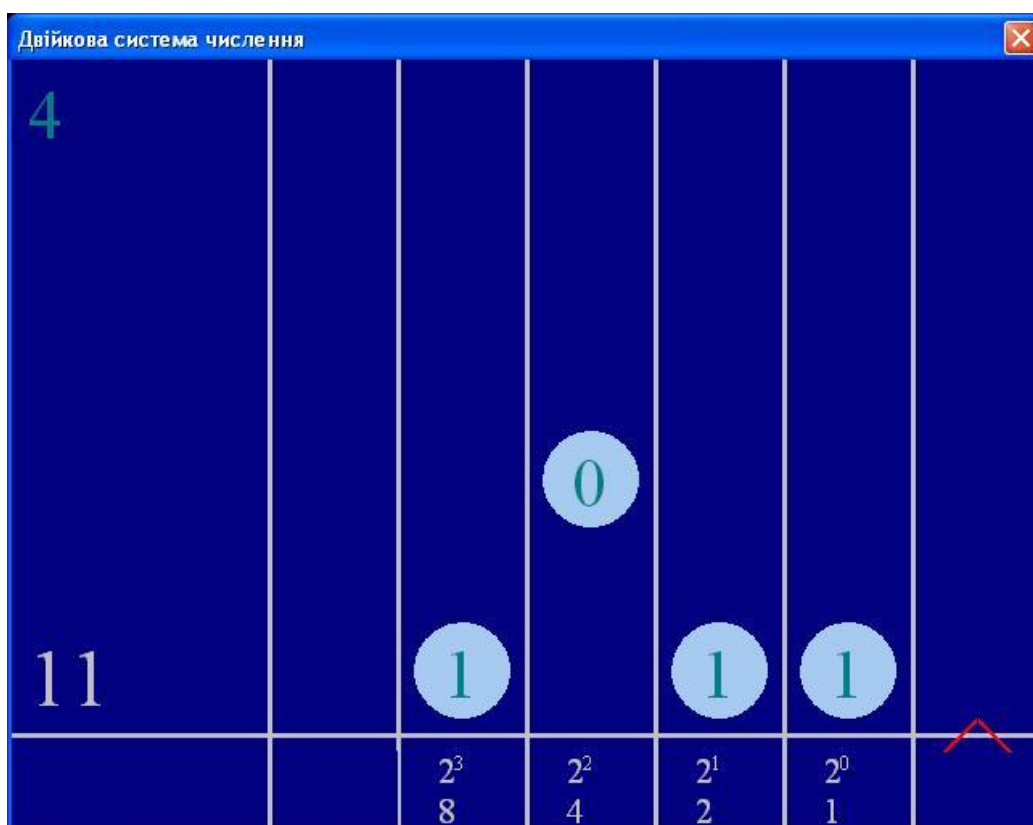 Двійкова система числення
4
0
11 1 1 1
2³ 2² 2¹ 2⁰
8 4 2 1